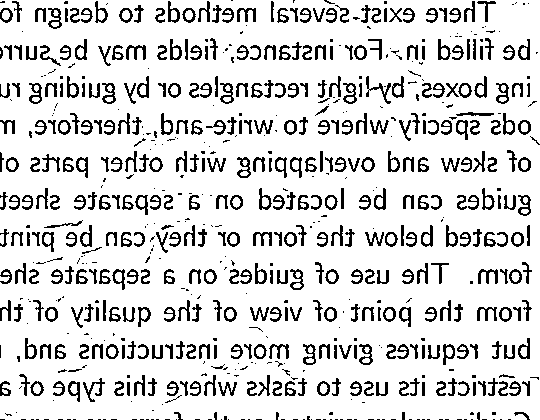 There exist several methods to design fo
be filled in. For instance, fields may be surr
ing boxes, by light rectangles or by guiding ru
ods specify where to write and, therefore, m
of skew and overlapping with other parts of
guides can be located on a separate sheet
located below the form or they can be print
form. The use of guides on a separate she
from the point of view of the quality of th
but requires giving more instructions and,
restricts its use to tasks where this type of a